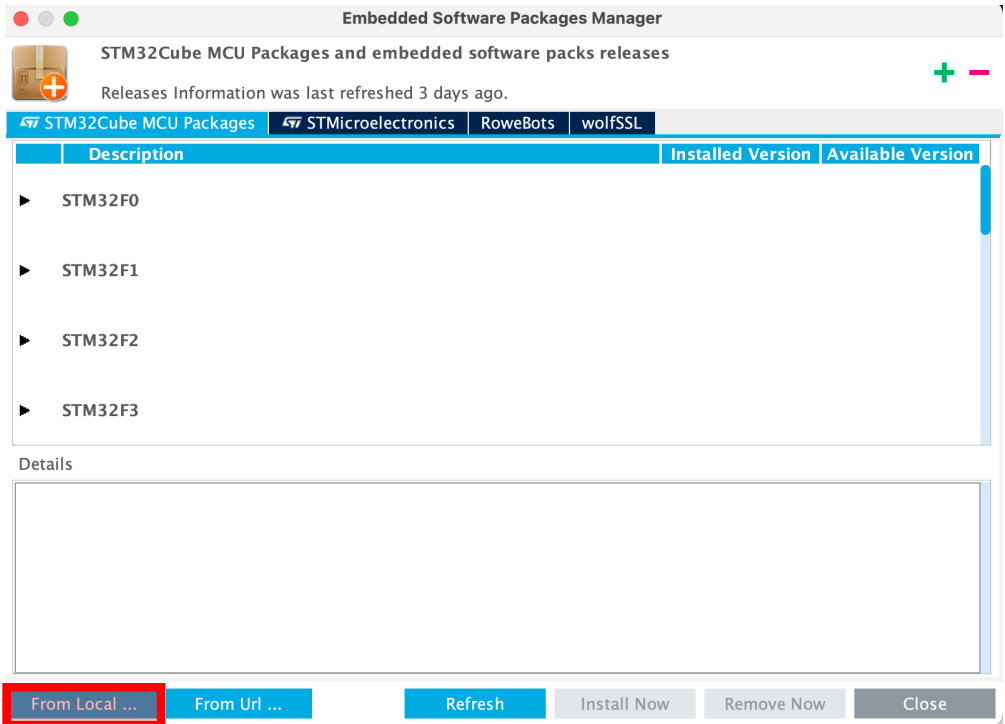 Embedded Software Packages Manager
STM32Cube MCU Packages and embedded software packs releases
Releases Information was last refreshed 3 days ago.
STM32Cube MCU Packages STMicroelectronics RoweBots wolfSSL
Description Installed Version Available Version
STM32F0
STM32F1
STM32F2
STM32F3
Details
From Local ... From Url ... Refresh Install Now Remove Now Close